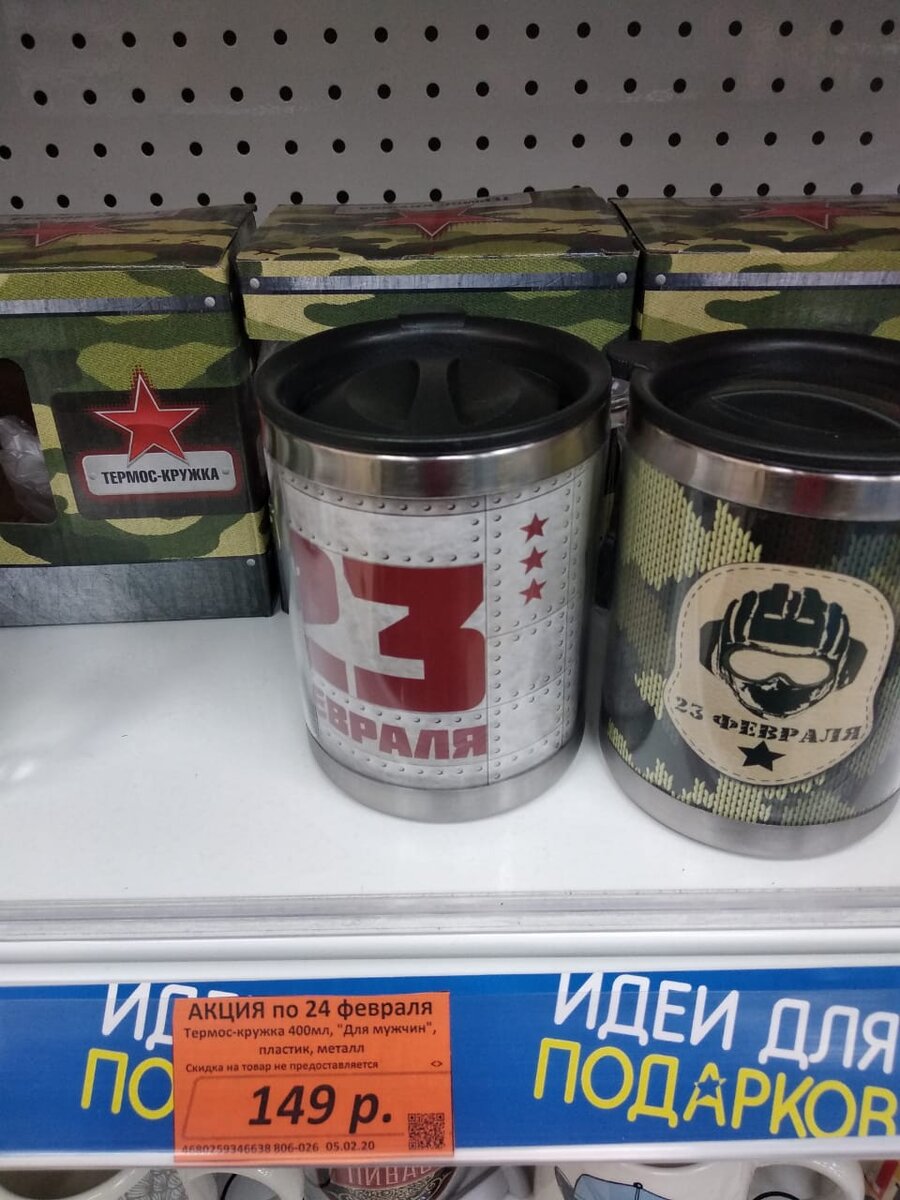 ТЕРМОС-КРУЖКА
23
ФЕВРАЛЯ
23 ФЕВРАЛЯ
ИДЕИ ДЛЯ
ПОДАРКОВ
АКЦИЯ по 24 февраля
Термос-кружка 400мл, "Для мужчин",
пластик, металл
Скидка на товар не предоставляется <>
149 р.
4680259346638 806-026 05.02.20